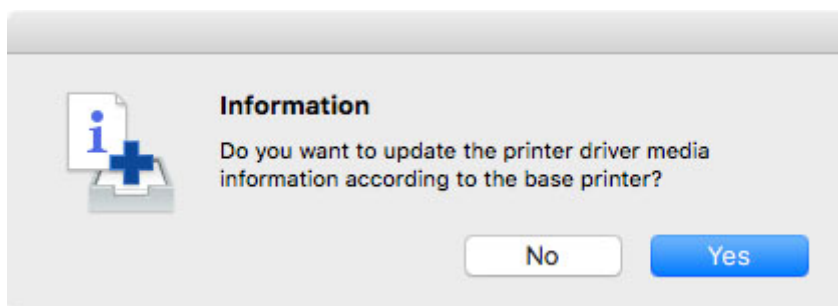 Information
Do you want to update the printer driver media
information according to the base printer?
No
Yes